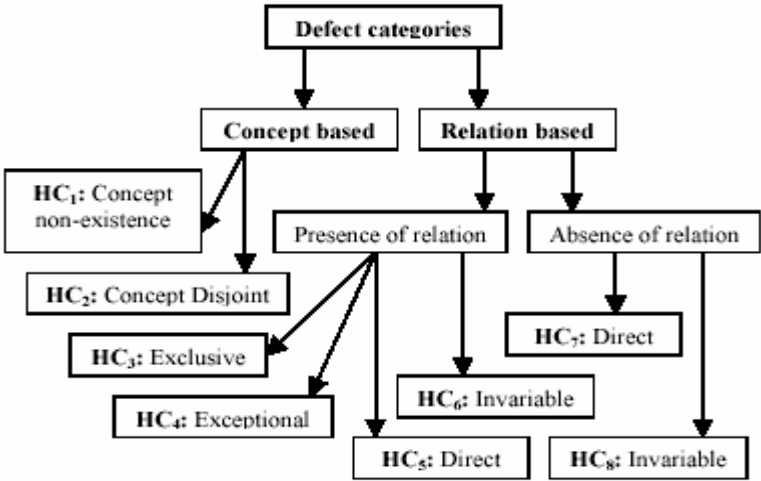 Defect categories
Concept based
Relation based
HC₁: Concept
non-existence
Presence of relation
Absence of relation
HC₂: Concept Disjoint
HC₇: Direct
HC₃: Exclusive
HC₆: Invariable
HC₄: Exceptional
HC₅: Direct
HC₈: Invariable